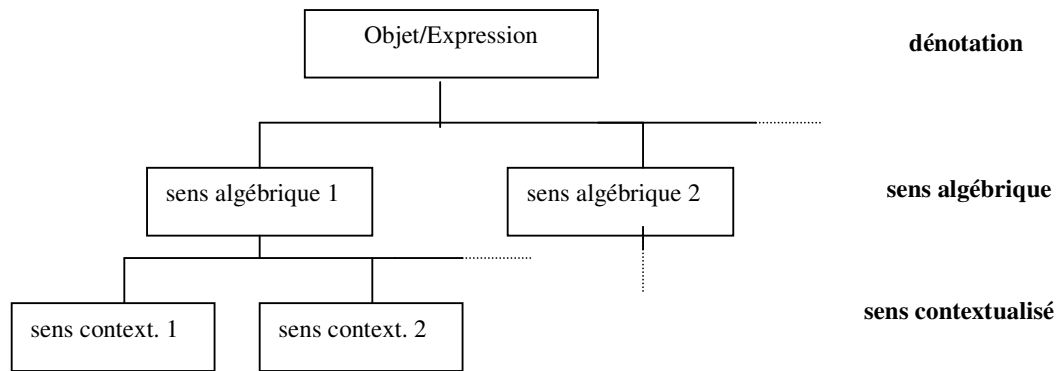 Objet/Expression
dénotation
sens algébrique 1
sens algébrique 2
sens algébrique
sens context. 1
sens context. 2
sens contextualisé